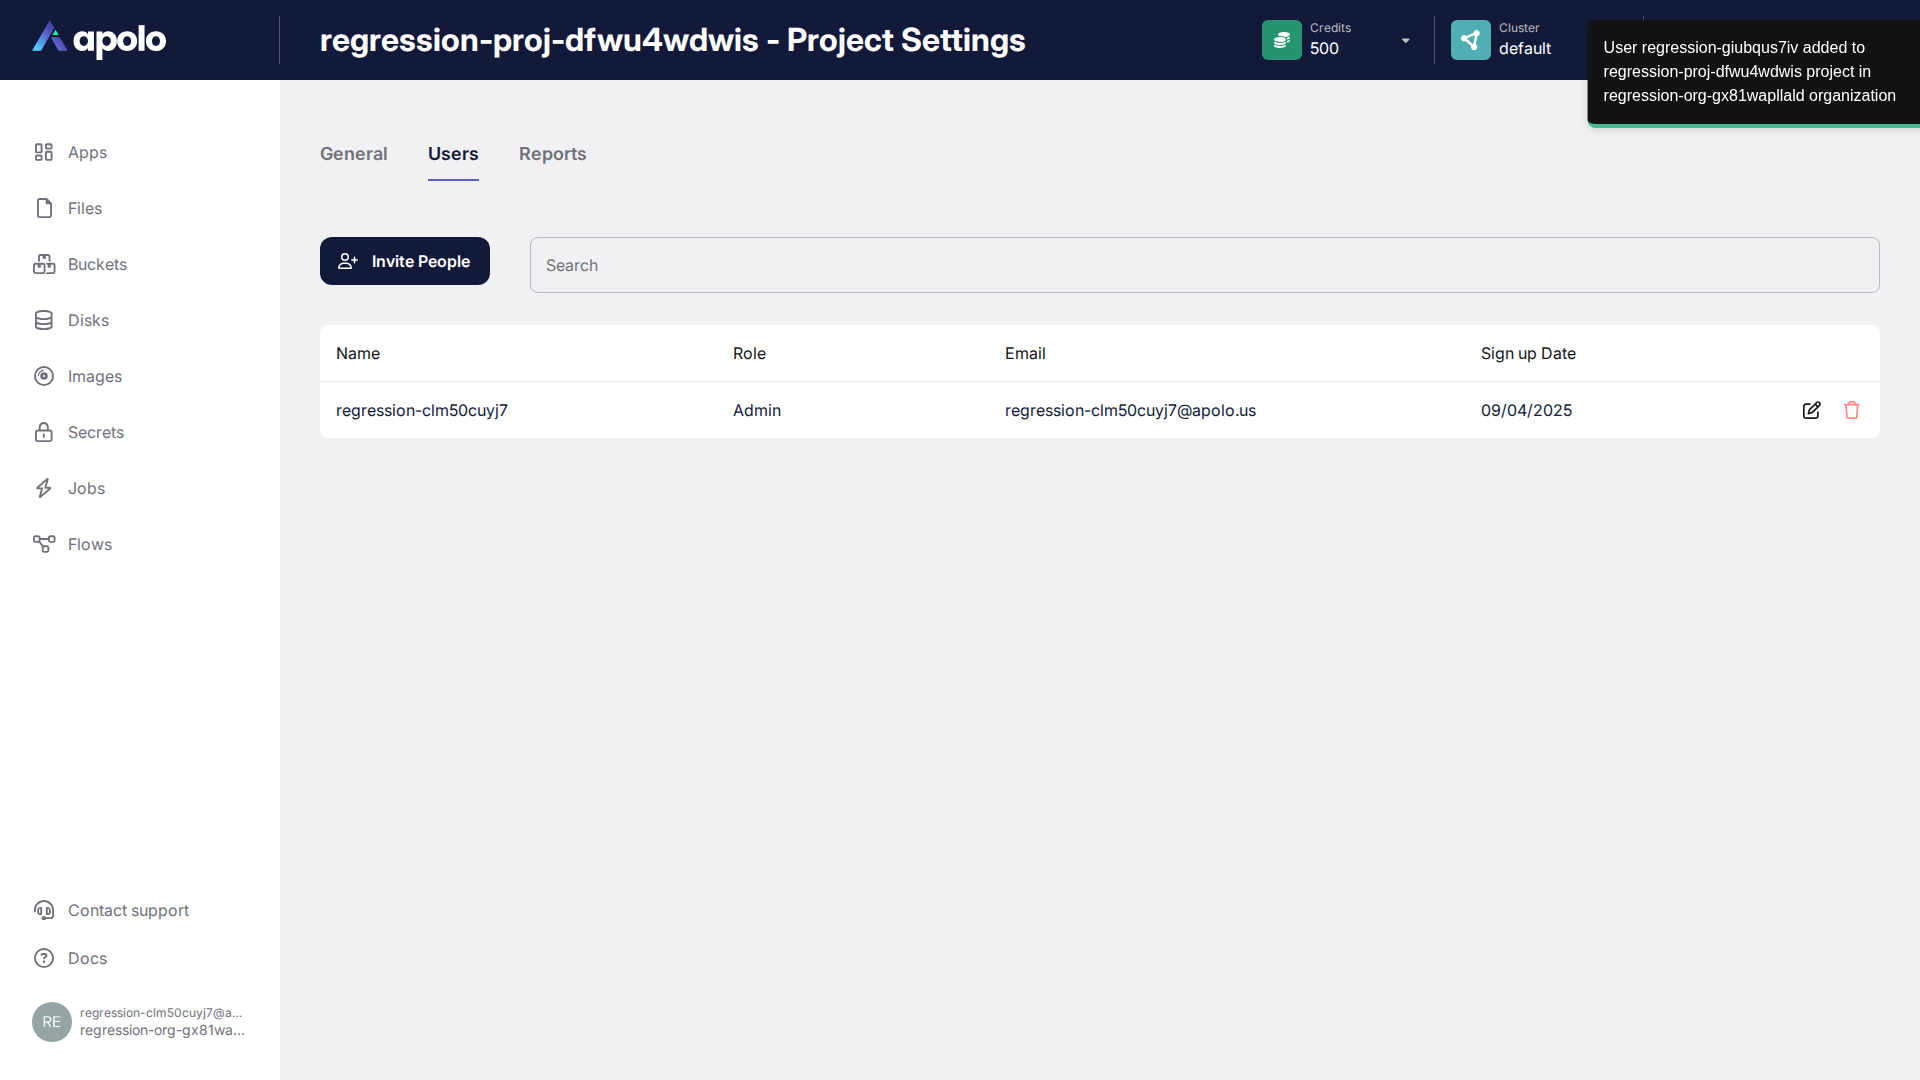 apolo
regression-proj-dfwu4wdwis - Project Settings
Credits
500
Cluster
default
User regression-giubqus7iv added to
regression-proj-dfwu4wdwis project in
regression-org-gx81wapllald organization
Apps
Files
Buckets
Disks
Images
Secrets
Jobs
Flows
General
Users
Reports
Invite People
Search
Name
Role
Email
Sign up Date
regression-clm50cuyj7
Admin
regression-clm50cuyj7@apolo.us
09/04/2025
Contact support
Docs
RE
regression-clm50cuyj7@a...
regression-org-gx81wa...